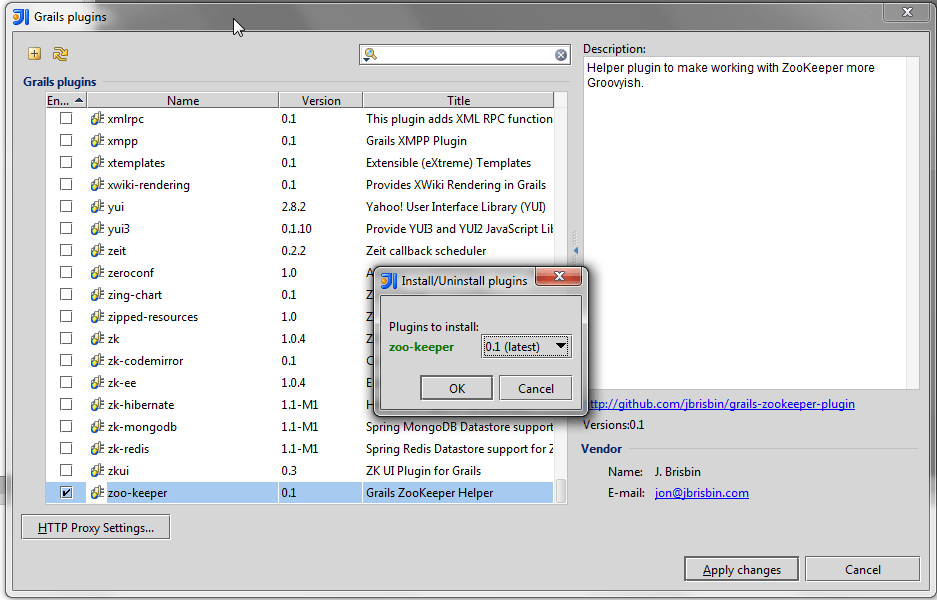 Grails plugins
Description:
Helper plugin to make working with ZooKeeper more
Groovyish.
Grails plugins
En... Name Version Title
xmlrpc 0.1 This plugin adds XML RPC function
xmpp 0.1 Grails XMPP Plugin
xtemplates 0.1 Extensible (eXtreme) Templates
xwiki-rendering 0.1 Provides XWiki Rendering in Grails
yui 2.8.2 Yahoo! User Interface Library (YUI)
yui3 0.1.10 Provide YUI3 and YUI2 JavaScript Lib
zeit 0.2.2 Zeit callback scheduler
zeroconf 1.0
zing-chart 0.1
zipped-resources 1.0
zk 1.0.4
zk-codemirror 0.1
zk-ee 1.0.4
zk-hibernate 1.1-M1
zk-mongodb 1.1-M1 Spring MongoDB Datastore support
zk-redis 1.1-M1 Spring Redis Datastore support for Z
zkui 0.3 ZK UI Plugin for Grails
zoo-keeper 0.1 Grails ZooKeeper Helper
Install/Uninstall plugins
Plugins to install:
zoo-keeper 0.1 (latest)
OK Cancel
http://github.com/jbrisbin/grails-zookeeper-plugin
Versions:0.1
Vendor
Name: J. Brisbin
E-mail: jon@jbrisbin.com
HTTP Proxy Settings...
Apply changes Cancel